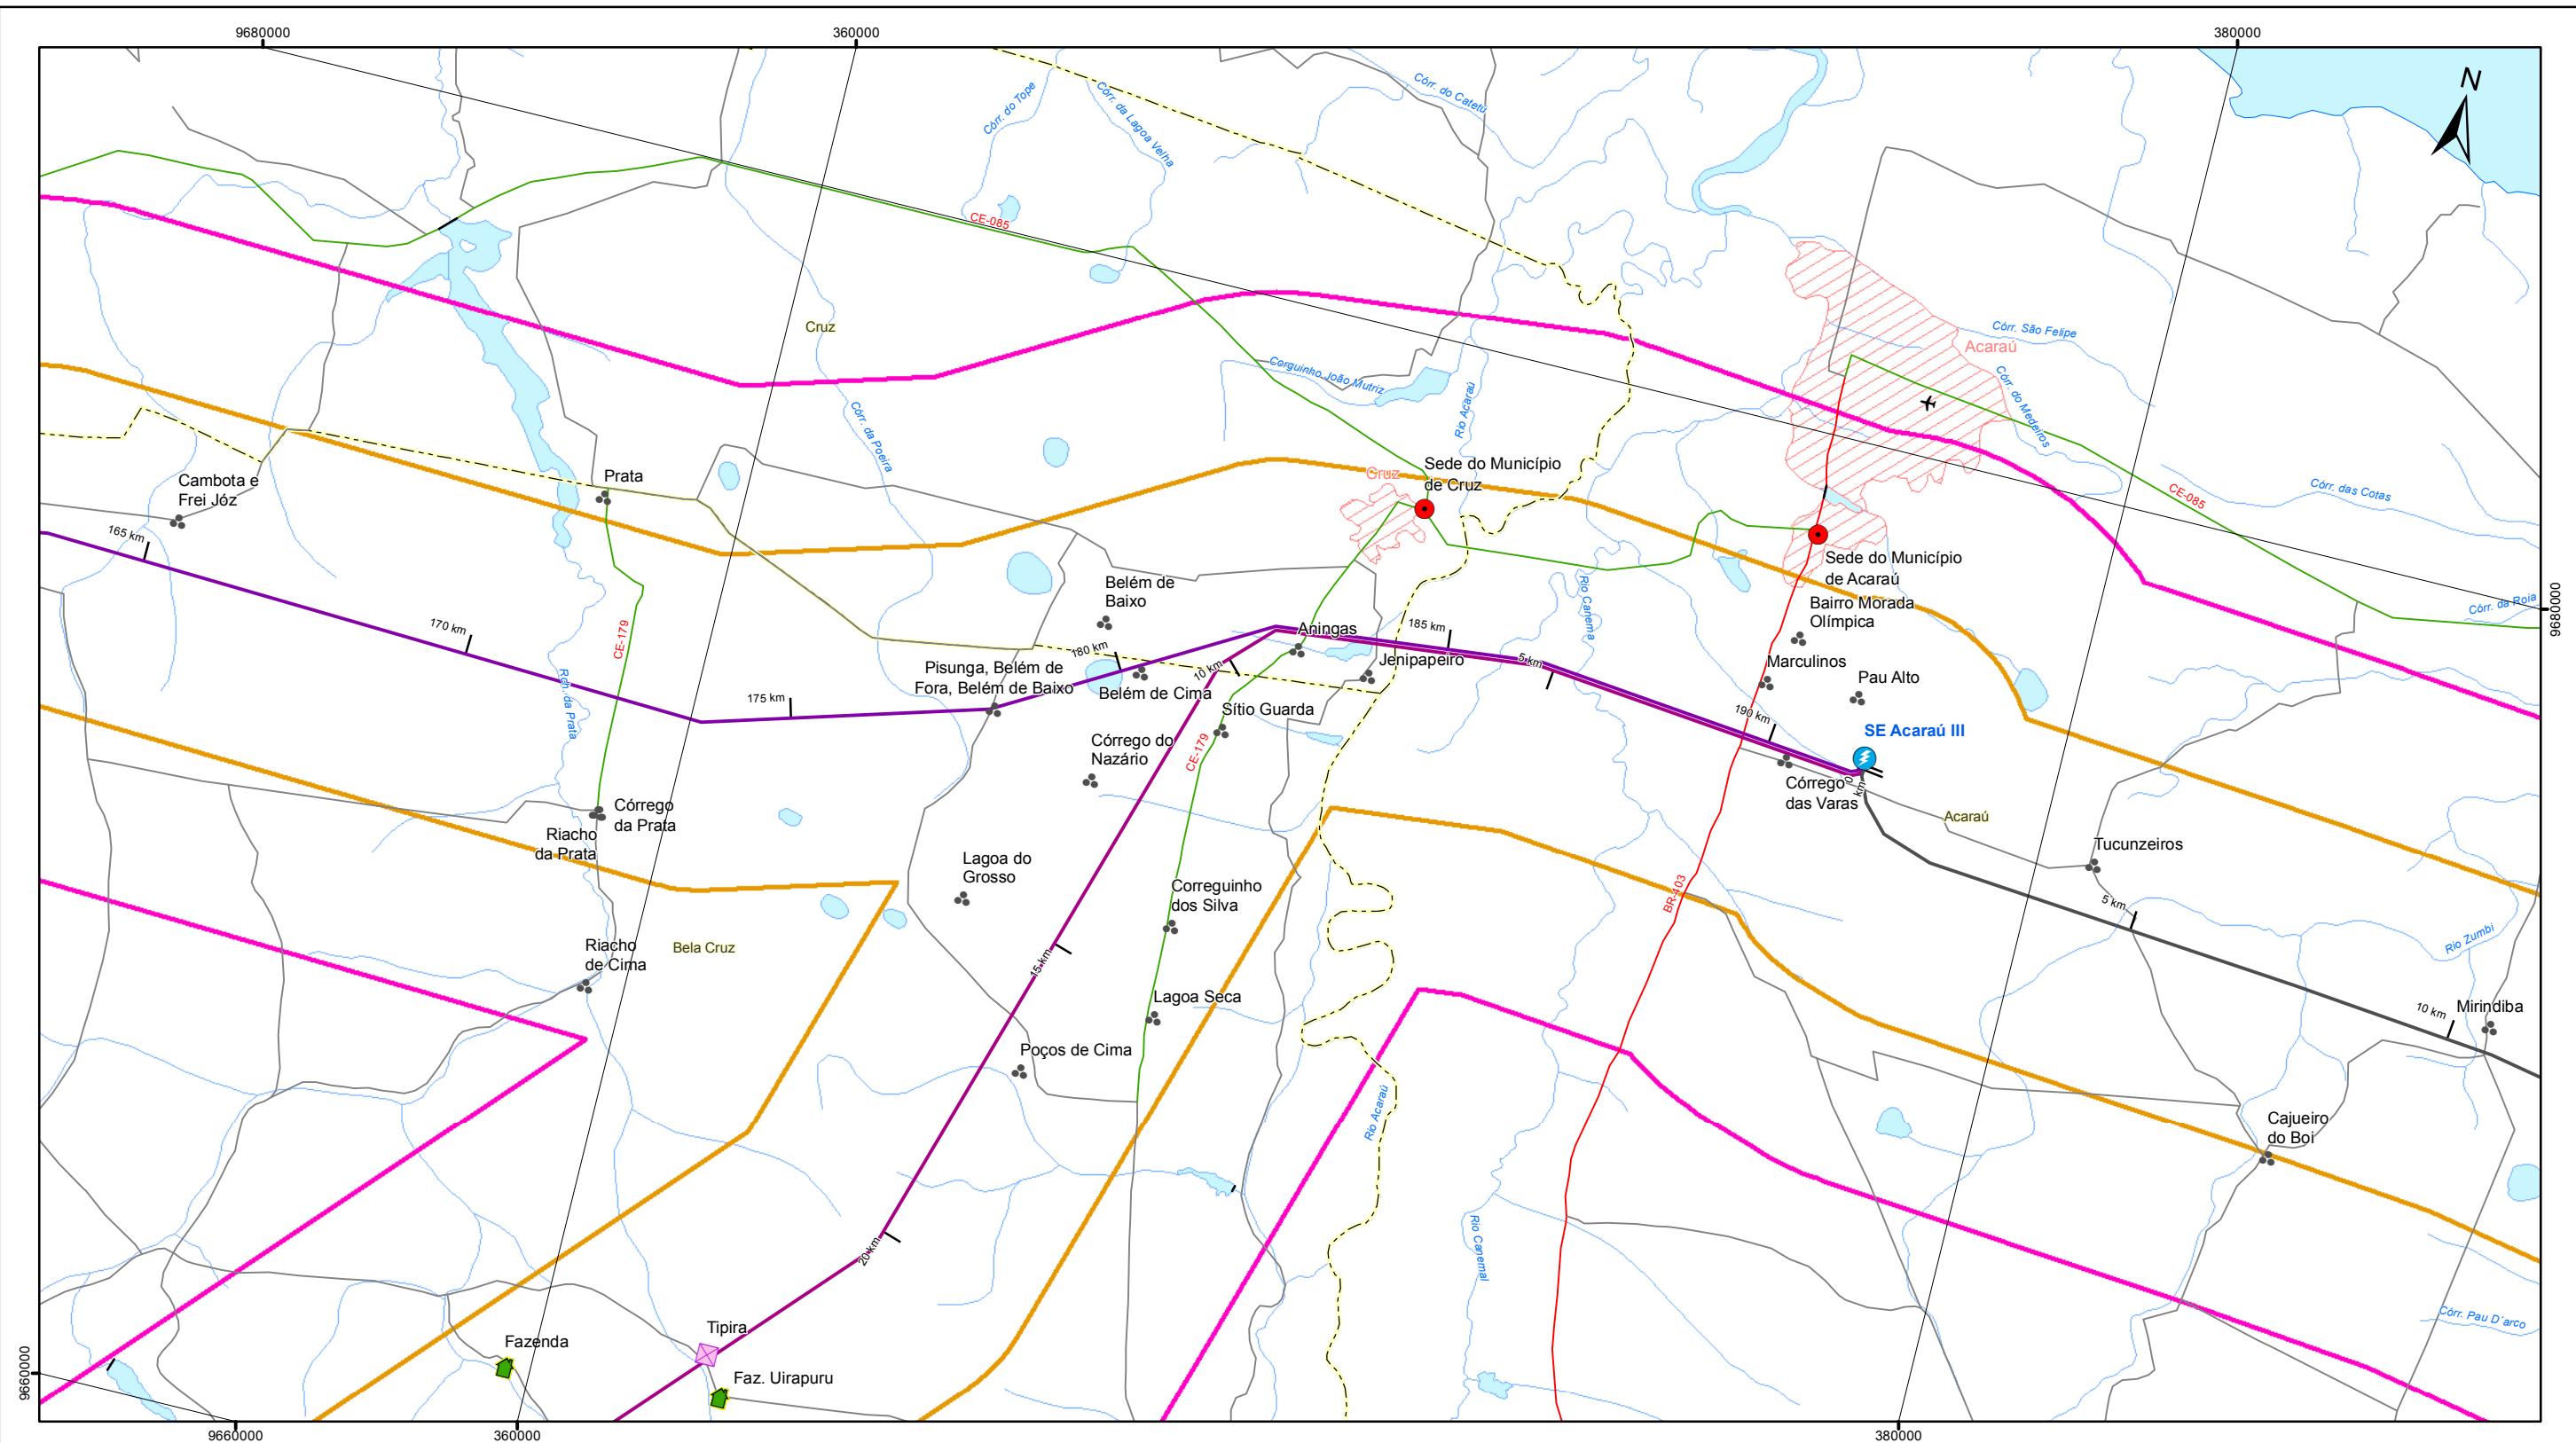 9680000
360000
380000
N
Córr. do Tope
Córr. da Lagoa Velha
Córr. do Catetú
CE-085
Cruz
Córr. São Felipe
Acaraú
Corguinho João Mutriz
Rio Acaraú
Córr. do Medeiros
Córr. da Poeira
Cruz
Sede do Município
de Cruz
Prata
Cambota e
Frei Józ
Córr. das Cotas
CE-085
165 km
Sede do Município
de Acaraú
Belém de
Baixo
Rio Canema
Bairro Morada
Olímpica
Córr. da Roia
9680000
170 km
CE-179
Aningas
185 km
180 km
Jenipapeiro
5 km
Marculinos
Pau Alto
Pisunga, Belém de
Fora, Belém de Baixo
10 km
Belém de Cima
175 km
Rch. da Prata
Sítio Guarda
190 km
SE Acaraú III
Córrego do
Nazário
CE-179
0 km
Córrego
das Varas
Córrego
da Prata
Acaraú
Riacho
da Prata
Tucunzeiros
Lagoa do
Grosso
Correguinho
dos Silva
BR-403
5 km
Riacho
de Cima
Bela Cruz
15 km
Rio Zumbi
Lagoa Seca
Mirindiba
10 km
Poços de Cima
Rio Acaraú
Cajueiro
do Boi
20 km
Rio Canemal
Córr. Pau D´arco
Tipira
Fazenda
Faz. Uirapuru
9660000
9660000
360000
380000